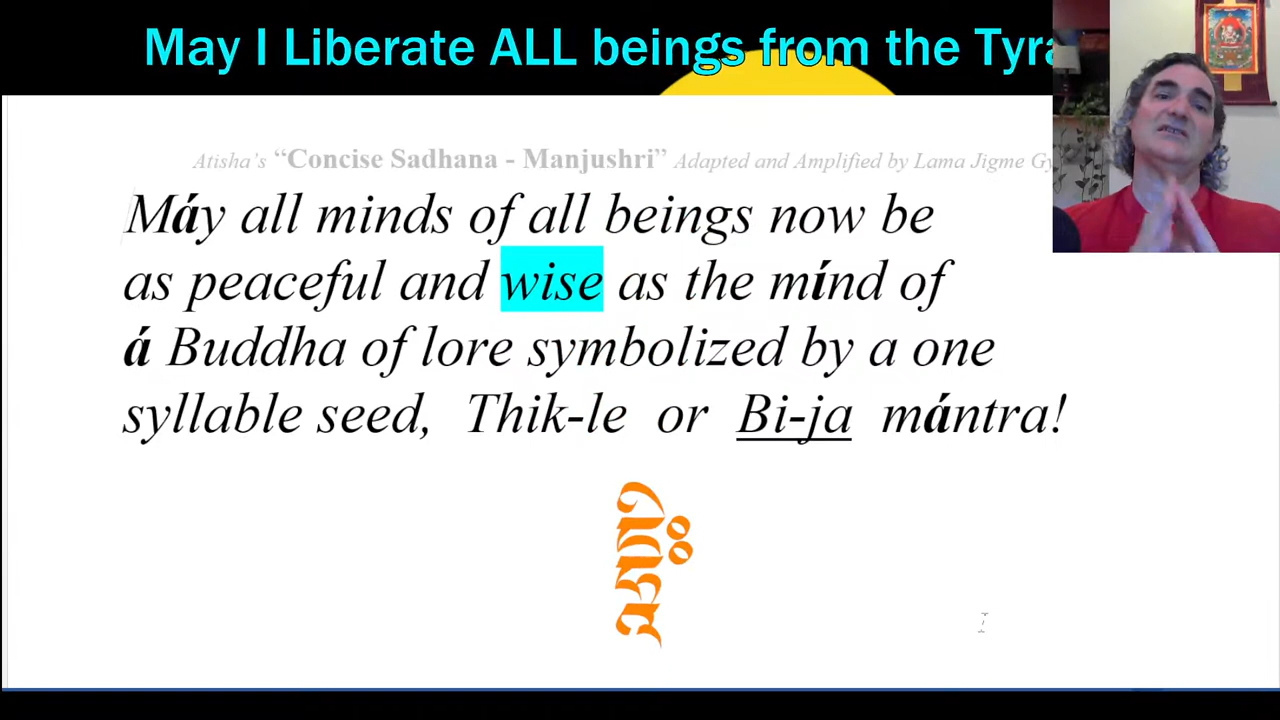 May I Liberate ALL beings from the Tyra
Atisha's “Concise Sadhana - Manjushri” Adapted and Amplified by Lama Jigme Gy
Máy all minds of all beings now be
as peaceful and wise as the mínd of
á Buddha of lore symbolized by a one
syllable seed, Thik-le or Bi-ja mántra!